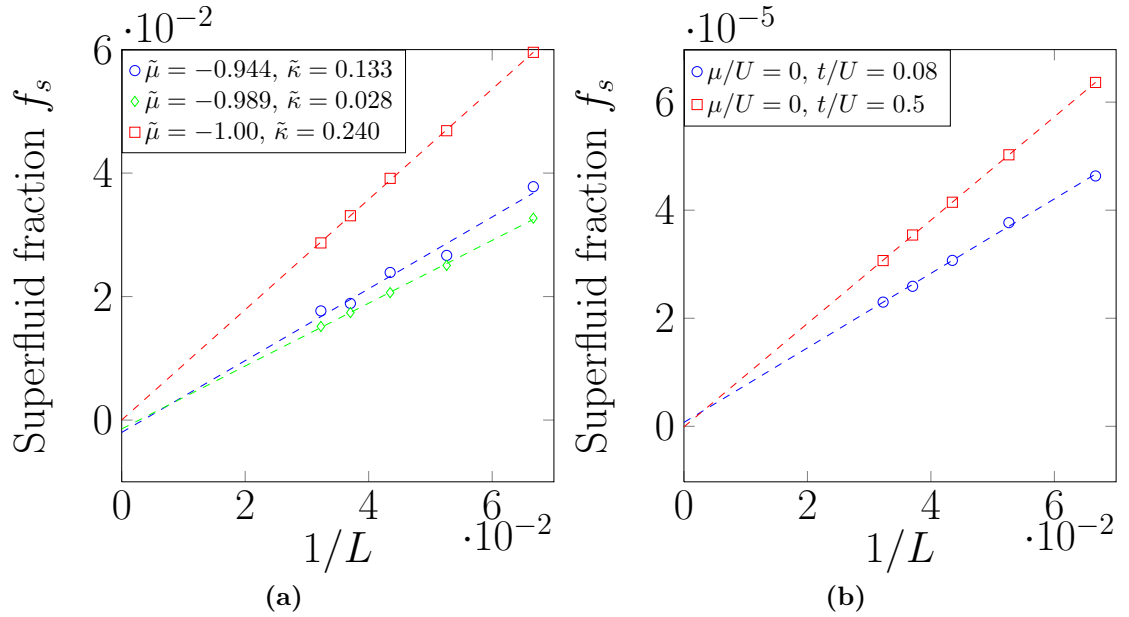 ·10⁻²
6
4
2
0
Superfluid fraction fₛ
μ̃ = −0.944, κ̃ = 0.133
μ̃ = −0.989, κ̃ = 0.028
μ̃ = −1.00, κ̃ = 0.240
0 2 4 6
·10⁻²
1/L
(a)
·10⁻⁵
6
4
2
0
Superfluid fraction fₛ
μ/U = 0, t/U = 0.08
μ/U = 0, t/U = 0.5
0 2 4 6
·10⁻²
1/L
(b)